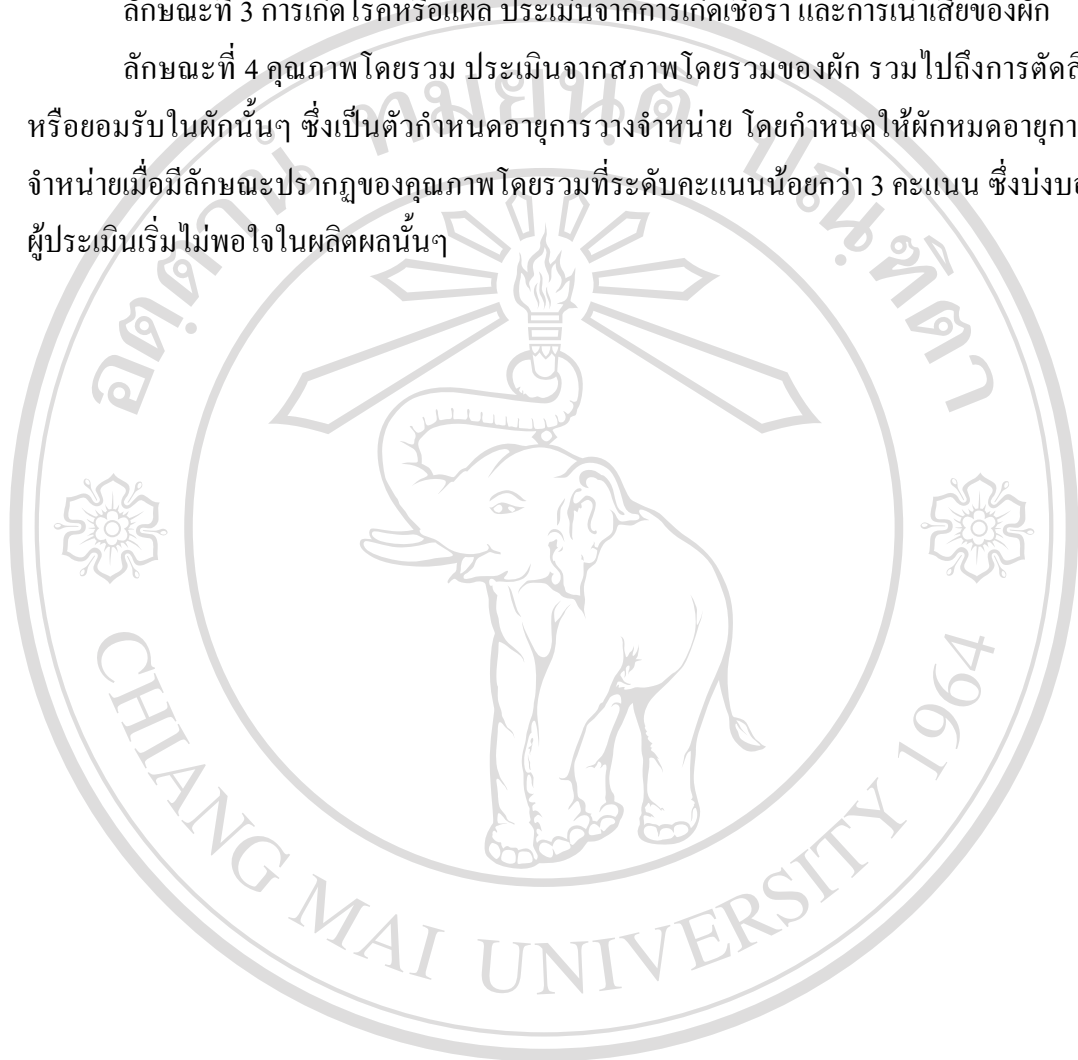 ลักษณะที่ 3 การเกิดโรคหรือแผล ประเมินจากการเกิดเชื้อรา และการเน่าเสียของผัก
ลักษณะที่ 4 คุณภาพโดยรวม ประเมินจากสภาพโดยรวมของผัก รวมไปถึงการ
หรือยอมรับในผักนั้นๆ ซึ่งเป็นตัวกำหนดอายุการวางจำหน่าย โดยกำหนดให้ผักหมดอายุ
จำหน่ายเมื่อมีลักษณะปรากฏของคุณภาพโดยรวมที่ระดับคะแนนน้อยกว่า 3 คะแนน ซึ่ง
ผู้ประเมินเริ่มไม่พอใจในผลิตผลนั้นๆ
อตฺตานํ ทมยนฺติ ปณฺฑิตา
CHIANG MAI UNIVERSITY 1964